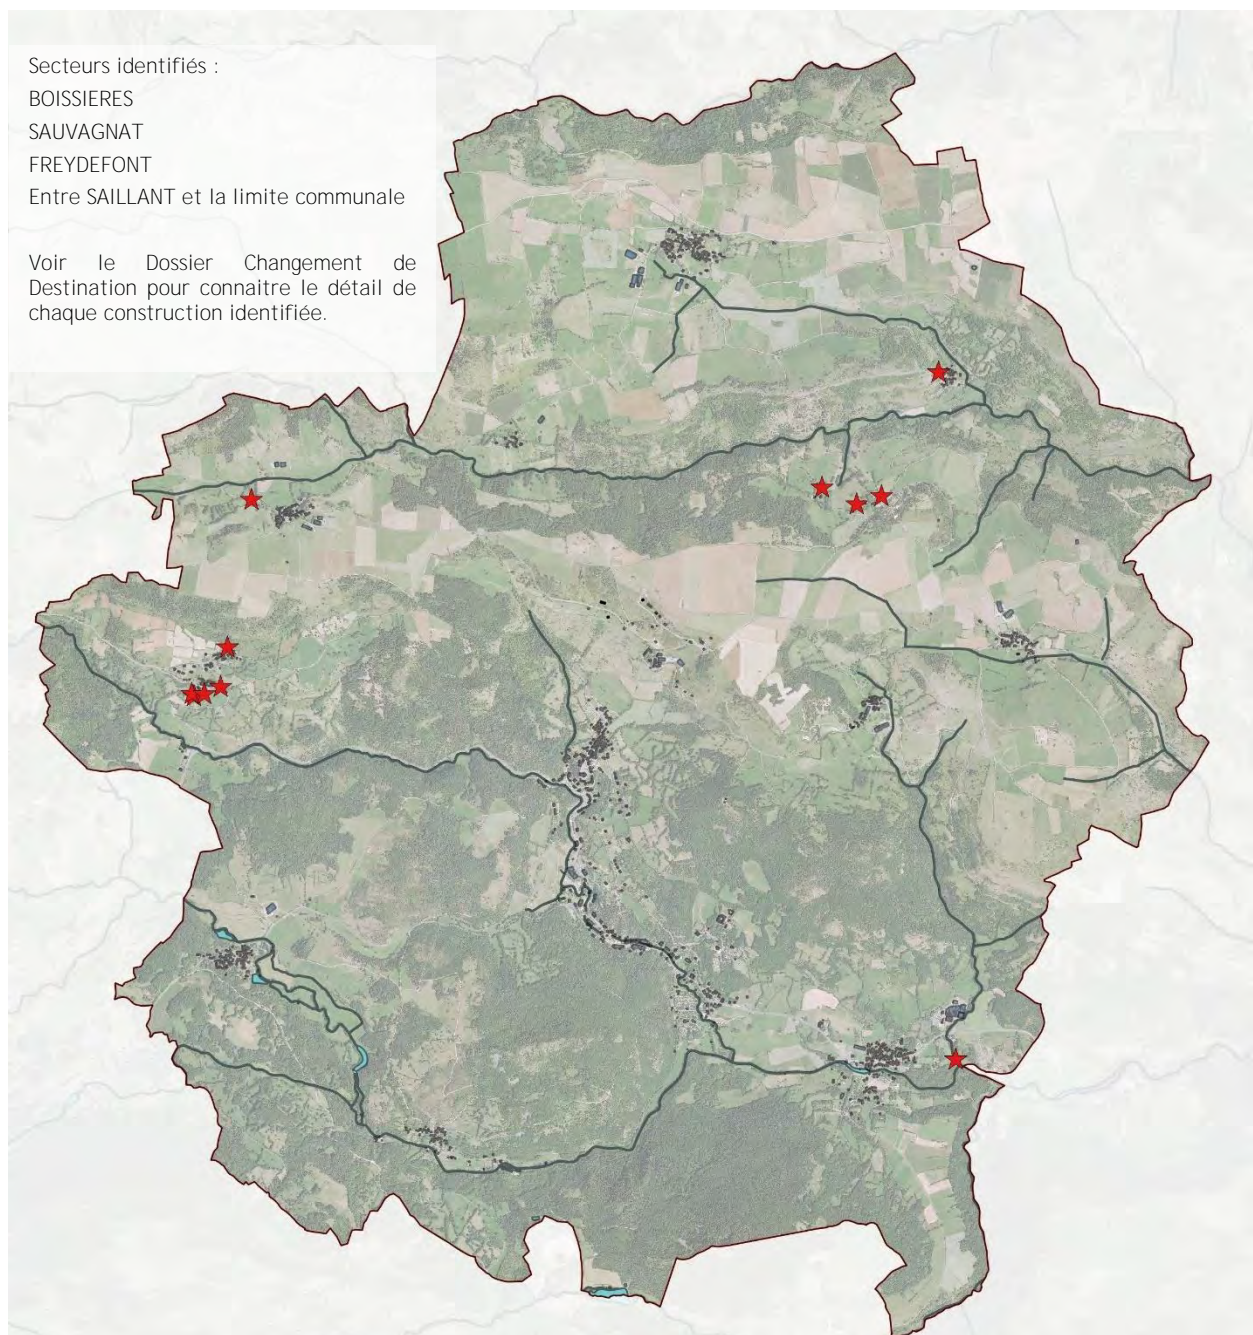 Secteurs identifiés :
BOISSIERES
SAUVAGNAT
FREYDEFONT
Entre SAILLANT et la limite communale
Voir le Dossier Changement de
Destination pour connaitre le détail de
chaque construction identifiée.